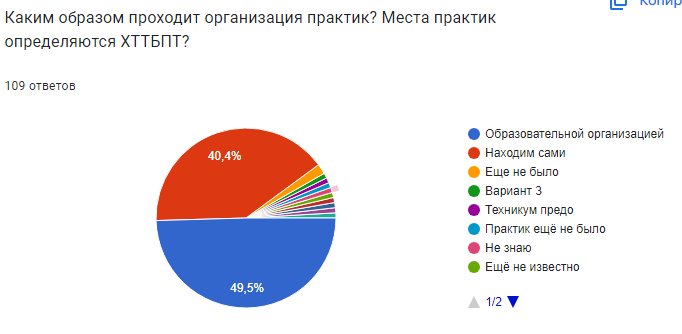 Копир
Каким образом проходит организация практик? Места практик
определяются ХТТБПТ?
109 ответов
40,4%
49,5%
Образовательной организацией
Находим сами
Еще не было
Вариант 3
Техникум предо
Практик ещё не было
Не знаю
Ещё не известно
1/2